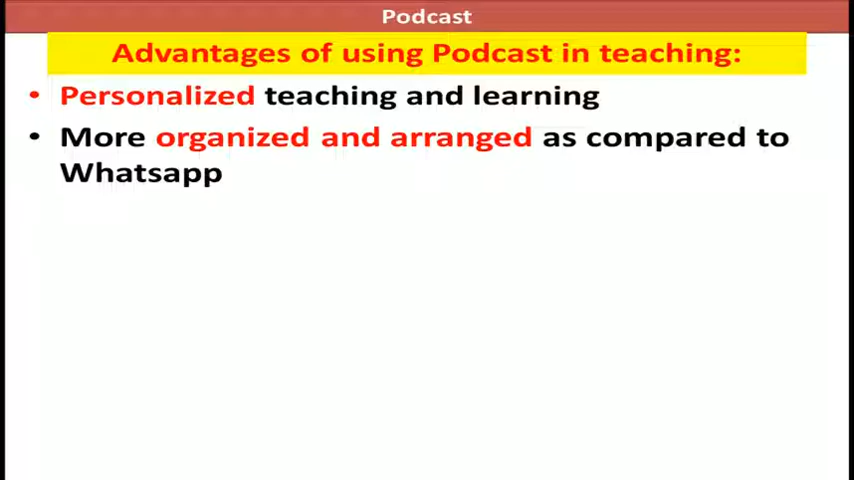 Podcast
Advantages of using Podcast in teaching:
• Personalized teaching and learning
• More organized and arranged as compared to
Whatsapp